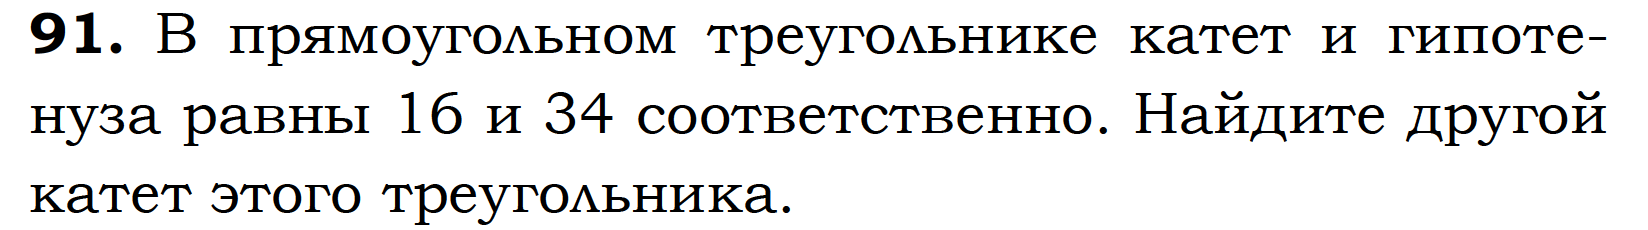 91. В прямоугольном треугольнике катет и гипоте-
нуза равны 16 и 34 соответственно. Найдите другой
катет этого треугольника.